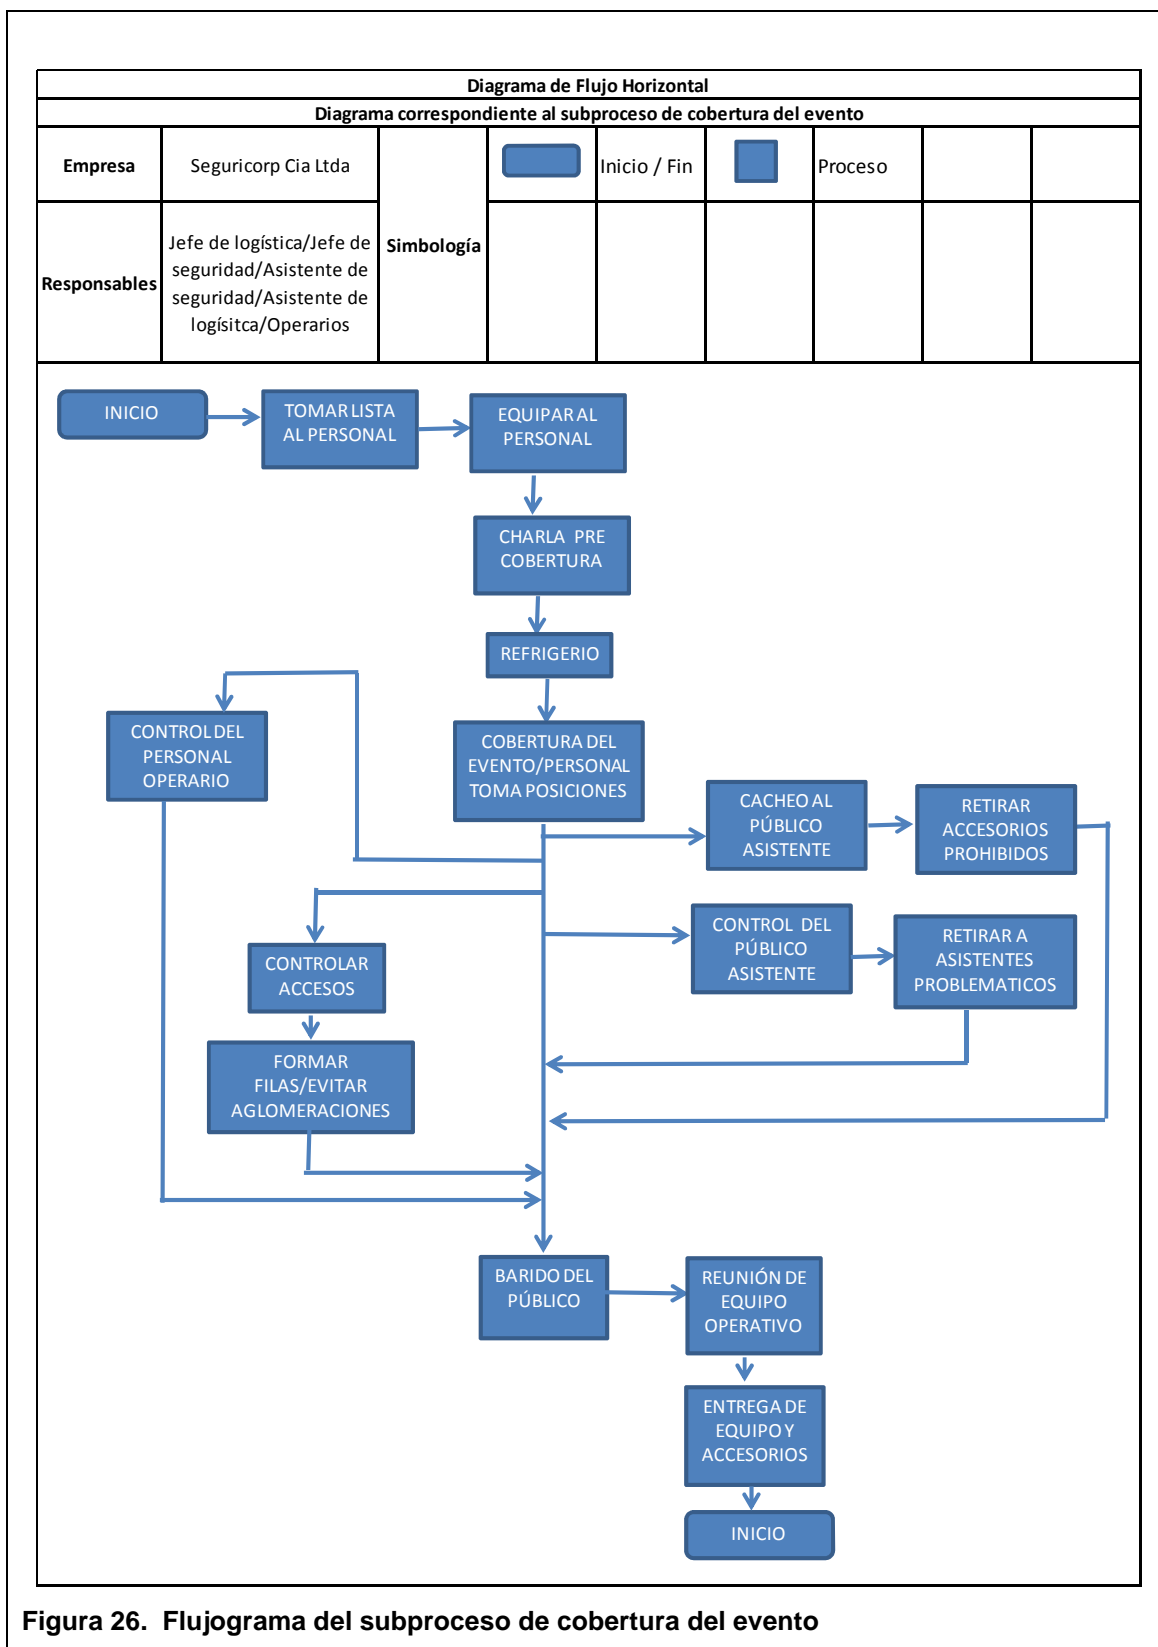 Diagrama de Flujo Horizontal
Diagrama correspondiente al subproceso de cobertura del evento
Empresa
Seguricorp Cia Ltda
Simbología
Inicio / Fin
Proceso
Responsables
Jefe de logística/Jefe de
seguridad/Asistente de
seguridad/Asistente de
logísitca/Operarios
INICIO
TOMAR LISTA
AL PERSONAL
EQUIPAR AL
PERSONAL
CHARLA PRE
COBERTURA
REFRIGERIO
CONTROL DEL
PERSONAL
OPERARIO
COBERTURA DEL
EVENTO/PERSONAL
TOMA POSICIONES
CACHEO AL
PÚBLICO
ASISTENTE
RETIRAR
ACCESORIOS
PROHIBIDOS
CONTROL DEL
PÚBLICO
ASISTENTE
RETIRAR A
ASISTENTES
PROBLEMATICOS
CONTROLAR
ACCESOS
FORMAR
FILAS/EVITAR
AGLOMERACIONES
BARIDO DEL
PÚBLICO
REUNIÓN DE
EQUIPO
OPERATIVO
ENTREGA DE
EQUIPO Y
ACCESORIOS
INICIO
Figura 26. Flujograma del subproceso de cobertura del evento